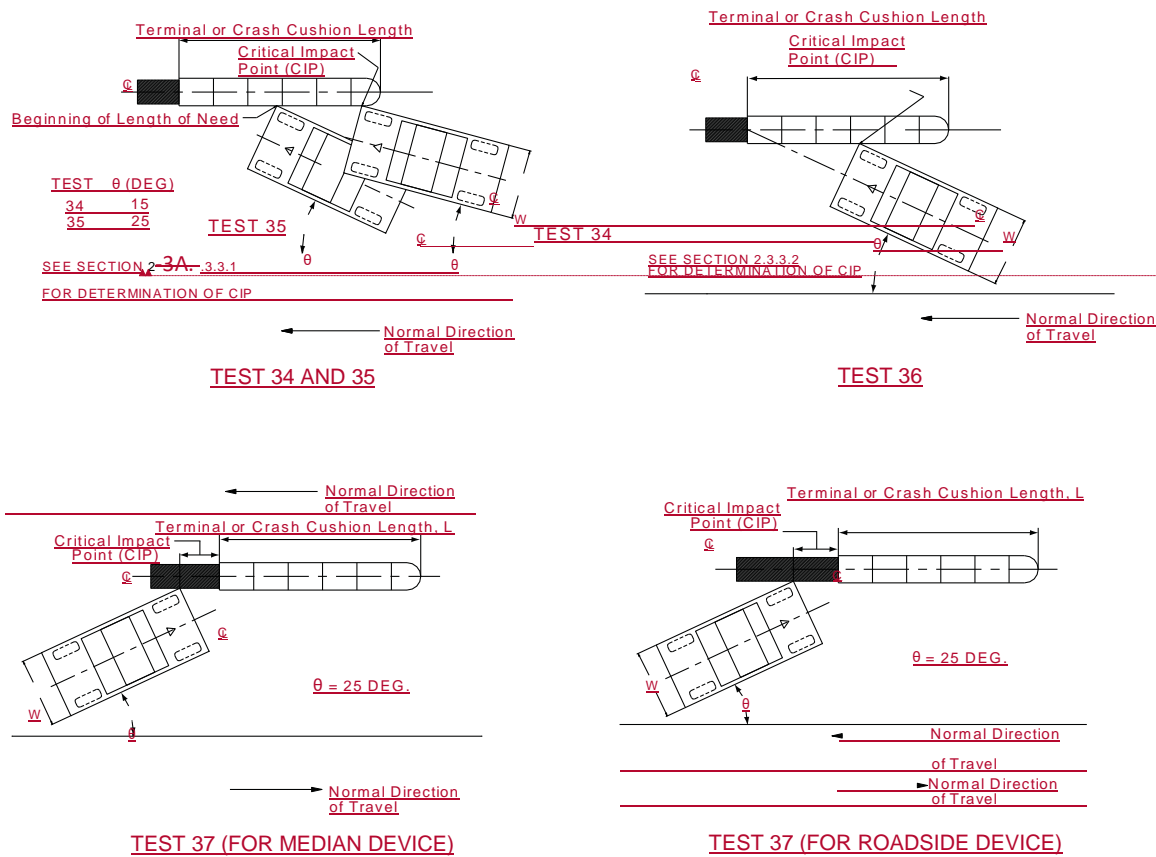 Terminal or Crash Cushion Length
Critical Impact
Point (CIP)
℄
Beginning of Length of Need
TEST θ (DEG)
34 15
35 25
TEST 35
℄
W
℄
TEST 34
θ
θ
SEE SECTION 2-3A. .3.3.1
FOR DETERMINATION OF CIP
Normal Direction
of Travel
TEST 34 AND 35
Terminal or Crash Cushion Length
Critical Impact
Point (CIP)
℄
℄
W
θ
SEE SECTION 2.3.3.2
FOR DETERMINATION OF CIP
Normal Direction
of Travel
TEST 36
Normal Direction
of Travel
Terminal or Crash Cushion Length, L
Critical Impact
Point (CIP)
℄
℄
θ = 25 DEG.
W
θ
Normal Direction
of Travel
TEST 37 (FOR MEDIAN DEVICE)
Terminal or Crash Cushion Length, L
Critical Impact
Point (CIP)
℄
℄
θ = 25 DEG.
W
θ
Normal Direction
of Travel
Normal Direction
of Travel
TEST 37 (FOR ROADSIDE DEVICE)